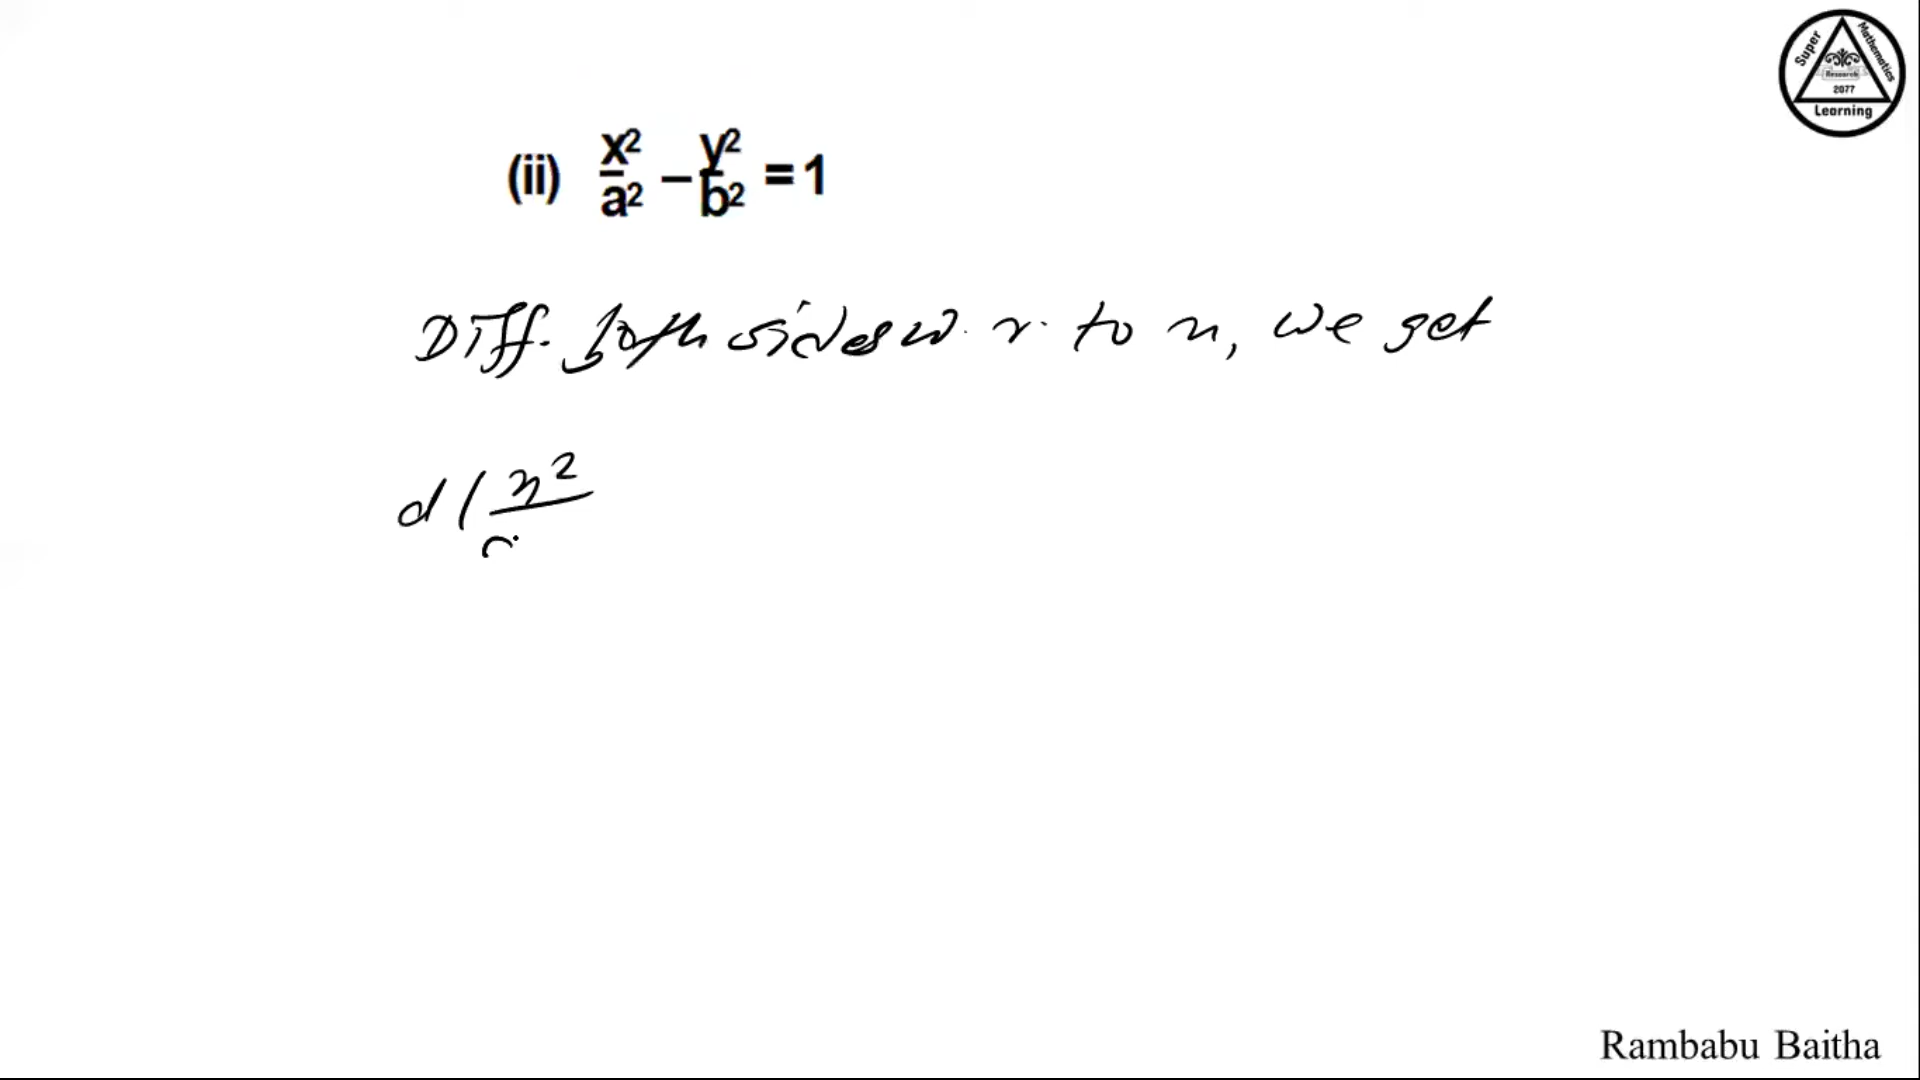 Super Mathematics
Research
2077
Learning
(ii) x²/a² − y²/b² = 1
Diff. both sides w. r. to x, we get
d(x²/
Rambabu Baitha